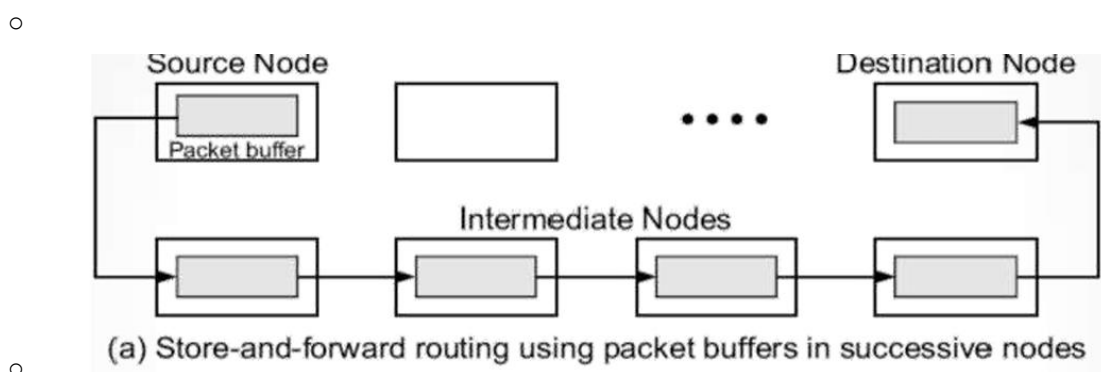 Source Node
Destination Node
Packet buffer
Intermediate Nodes
(a) Store-and-forward routing using packet buffers in successive nodes